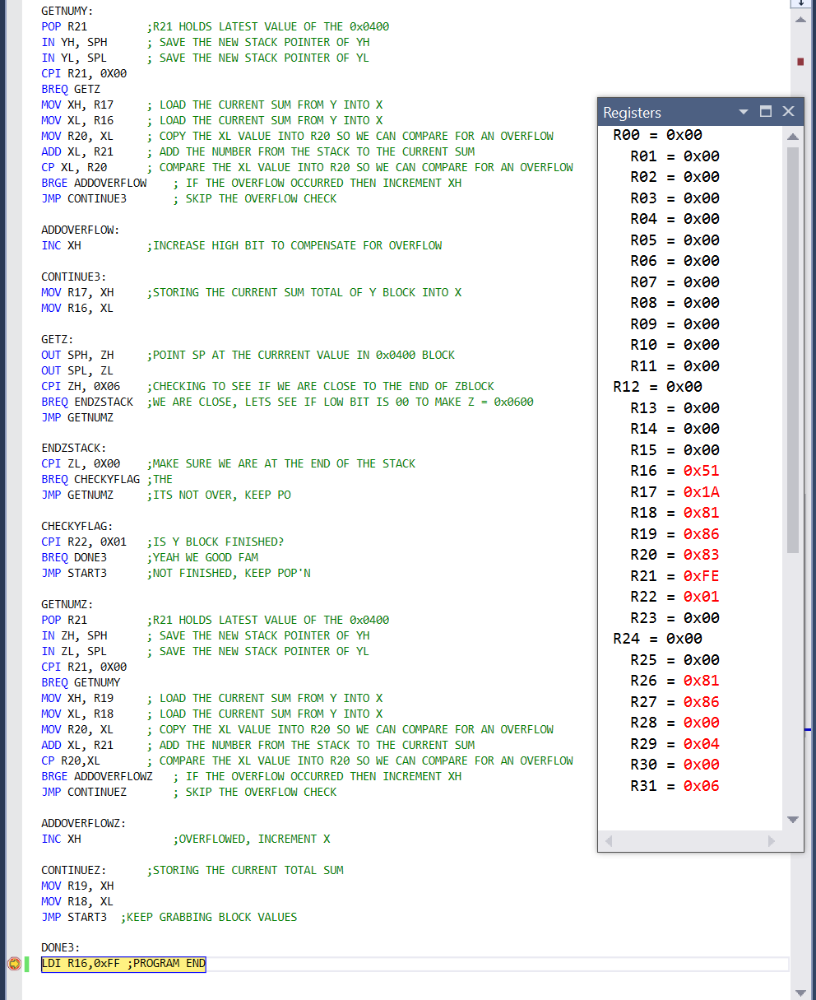 GETNUMY:
POP R21 ;R21 HOLDS LATEST VALUE OF THE 0x0400
IN YH, SPH ; SAVE THE NEW STACK POINTER OF YH
IN YL, SPL ; SAVE THE NEW STACK POINTER OF YL
CPI R21, 0X00
BREQ GETZ
MOV XH, R17 ; LOAD THE CURRENT SUM FROM Y INTO X
MOV XL, R16 ; LOAD THE CURRENT SUM FROM Y INTO X
MOV R20, XL ; COPY THE XL VALUE INTO R20 SO WE CAN COMPARE FOR AN OVERFLOW
ADD XL, R21 ; ADD THE NUMBER FROM THE STACK TO THE CURRENT SUM
CP XL, R20 ; COMPARE THE XL VALUE INTO R20 SO WE CAN COMPARE FOR AN OVERFLOW
BRGE ADDOVERFLOW ; IF THE OVERFLOW OCCURRED THEN INCREMENT XH
JMP CONTINUE3 ; SKIP THE OVERFLOW CHECK
ADDOVERFLOW:
INC XH ;INCREASE HIGH BIT TO COMPENSATE FOR OVERFLOW
CONTINUE3:
MOV R17, XH ;STORING THE CURRENT SUM TOTAL OF Y BLOCK INTO X
MOV R16, XL
GETZ:
OUT SPH, ZH ;POINT SP AT THE CURRRENT VALUE IN 0x0400 BLOCK
OUT SPL, ZL
CPI ZH, 0X06 ;CHECKING TO SEE IF WE ARE CLOSE TO THE END OF ZBLOCK
BREQ ENDZSTACK ;WE ARE CLOSE, LETS SEE IF LOW BIT IS 00 TO MAKE Z = 0x0600
JMP GETNUMZ
ENDZSTACK:
CPI ZL, 0X00 ;MAKE SURE WE ARE AT THE END OF THE STACK
BREQ CHECKYFLAG ;THE
JMP GETNUMZ ;ITS NOT OVER, KEEP PO
CHECKYFLAG:
CPI R22, 0X01 ;IS Y BLOCK FINISHED?
BREQ DONE3 ;YEAH WE GOOD FAM
JMP START3 ;NOT FINISHED, KEEP POP'N
GETNUMZ:
POP R21 ;R21 HOLDS LATEST VALUE OF THE 0x0400
IN ZH, SPH ; SAVE THE NEW STACK POINTER OF YH
IN ZL, SPL ; SAVE THE NEW STACK POINTER OF YL
CPI R21, 0X00
BREQ GETNUMY
MOV XH, R19 ; LOAD THE CURRENT SUM FROM Y INTO X
MOV XL, R18 ; LOAD THE CURRENT SUM FROM Y INTO X
MOV R20, XL ; COPY THE XL VALUE INTO R20 SO WE CAN COMPARE FOR AN OVERFLOW
ADD XL, R21 ; ADD THE NUMBER FROM THE STACK TO THE CURRENT SUM
CP R20,XL ; COMPARE THE XL VALUE INTO R20 SO WE CAN COMPARE FOR AN OVERFLOW
BRGE ADDOVERFLOWZ ; IF THE OVERFLOW OCCURRED THEN INCREMENT XH
JMP CONTINUEZ ; SKIP THE OVERFLOW CHECK
ADDOVERFLOWZ:
INC XH ;OVERFLOWED, INCREMENT X
CONTINUEZ: ;STORING THE CURRENT TOTAL SUM
MOV R19, XH
MOV R18, XL
JMP START3 ;KEEP GRABBING BLOCK VALUES
DONE3:
LDI R16,0xFF ;PROGRAM END
Registers
R00 = 0x00
R01 = 0x00
R02 = 0x00
R03 = 0x00
R04 = 0x00
R05 = 0x00
R06 = 0x00
R07 = 0x00
R08 = 0x00
R09 = 0x00
R10 = 0x00
R11 = 0x00
R12 = 0x00
R13 = 0x00
R14 = 0x00
R15 = 0x00
R16 = 0x51
R17 = 0x1A
R18 = 0x81
R19 = 0x86
R20 = 0x83
R21 = 0xFE
R22 = 0x01
R23 = 0x00
R24 = 0x00
R25 = 0x00
R26 = 0x81
R27 = 0x86
R28 = 0x00
R29 = 0x04
R30 = 0x00
R31 = 0x06